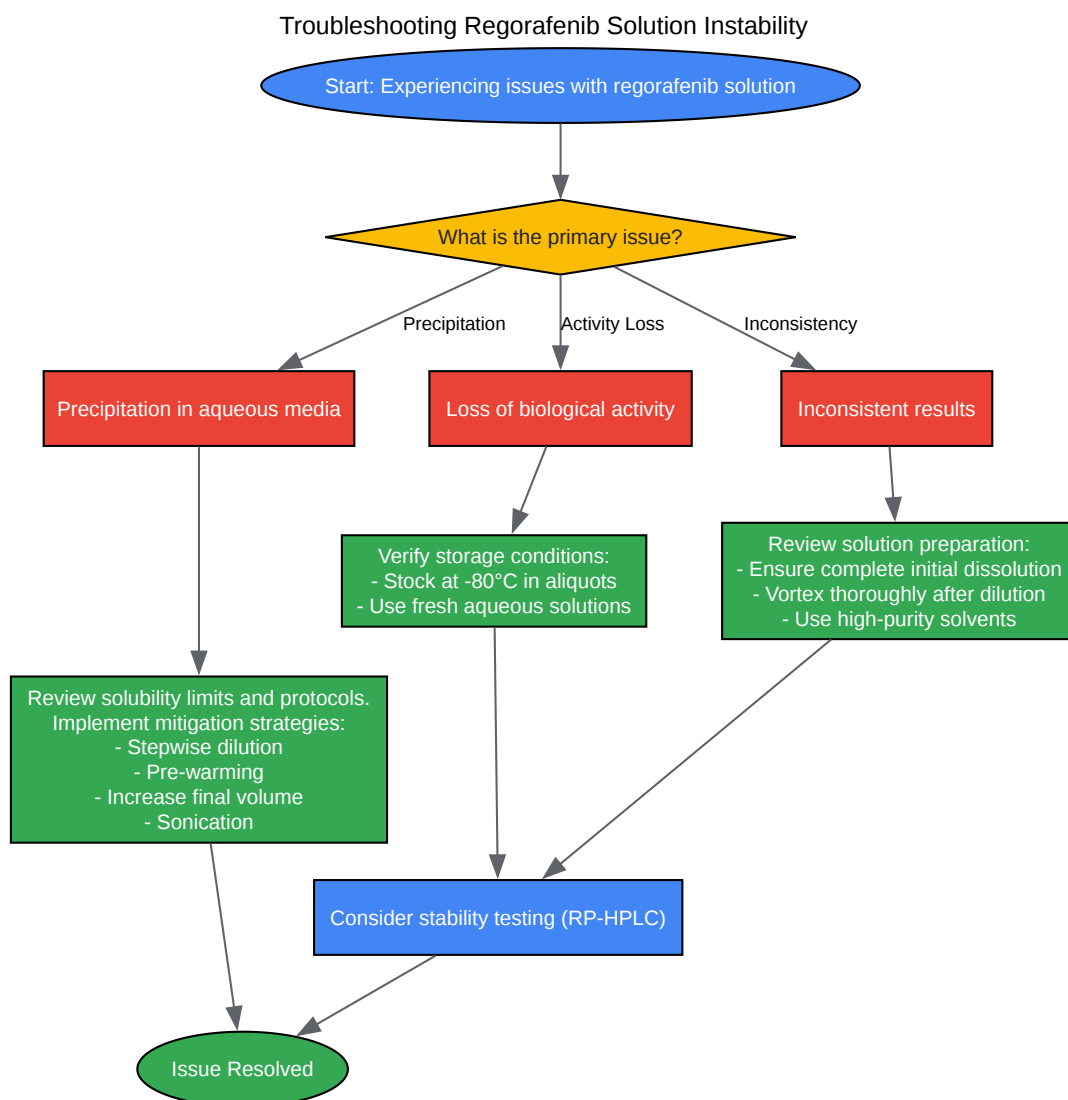 Troubleshooting Regorafenib Solution Instability
Start: Experiencing issues with regorafenib solution
What is the primary issue?
Precipitation
Activity Loss
Inconsistency
Precipitation in aqueous media
Loss of biological activity
Inconsistent results
Verify storage conditions:
- Stock at -80°C in aliquots
- Use fresh aqueous solutions
Review solution preparation:
- Ensure complete initial dissolution
- Vortex thoroughly after dilution
- Use high-purity solvents
Review solubility limits and protocols.
Implement mitigation strategies:
- Stepwise dilution
- Pre-warming
- Increase final volume
- Sonication
Consider stability testing (RP-HPLC)
Issue Resolved